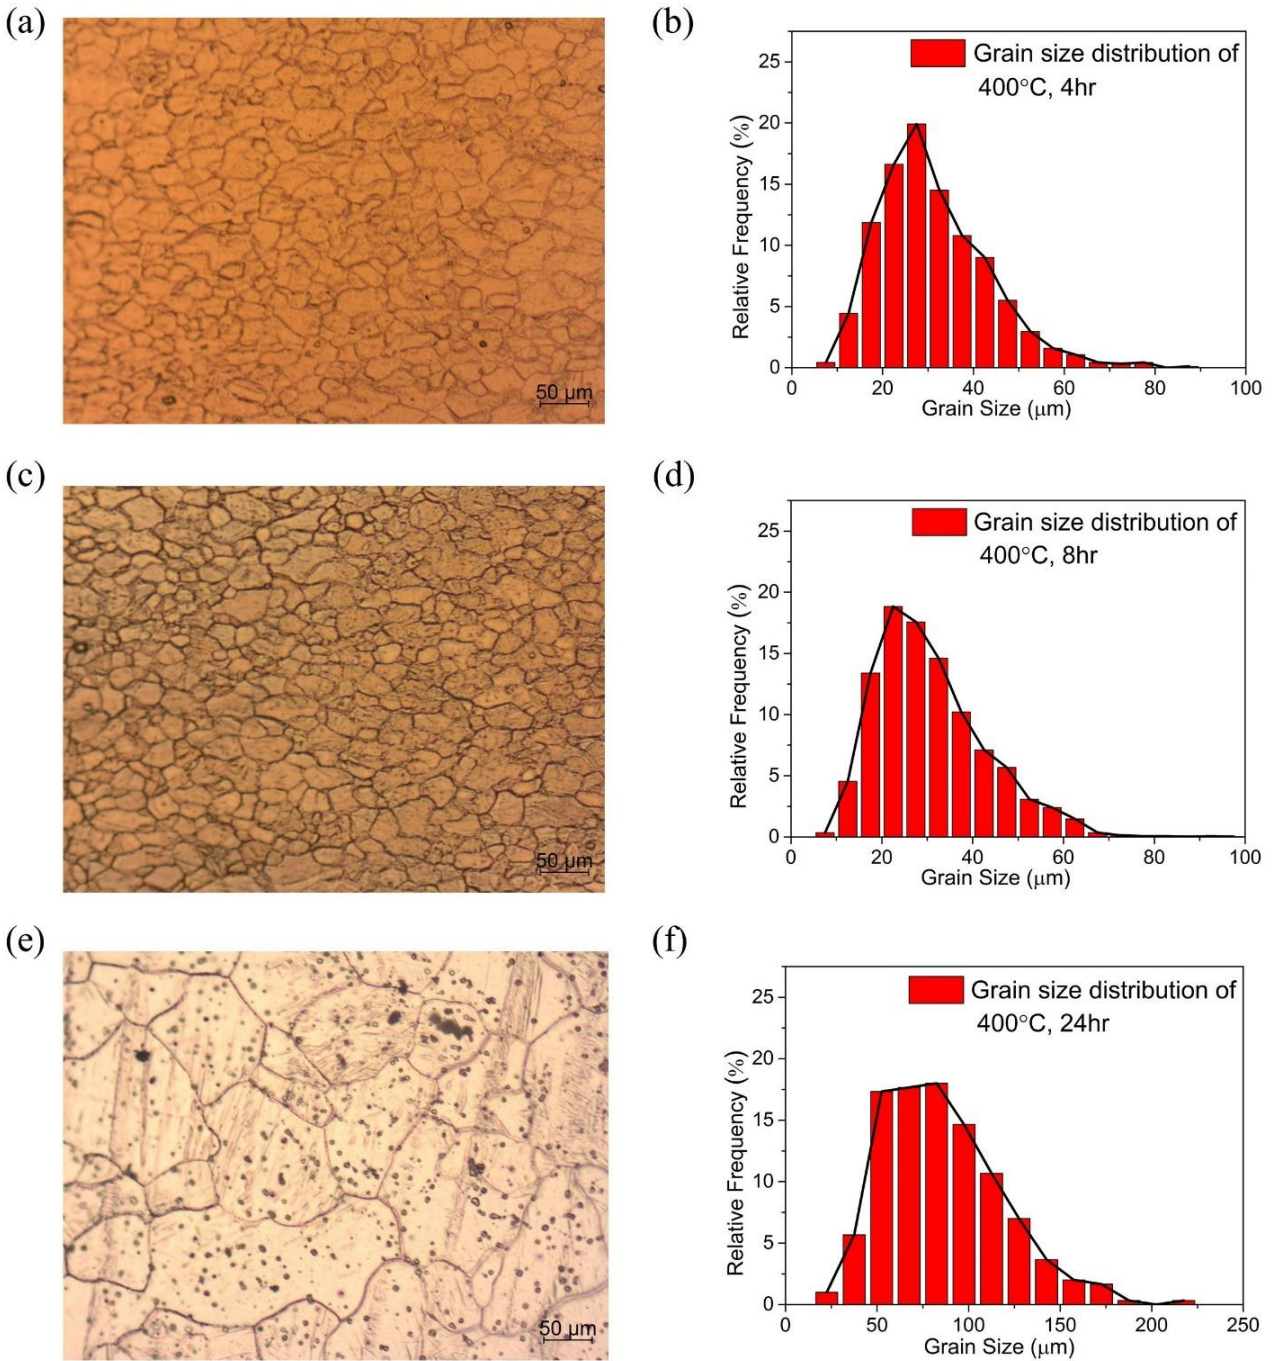 (a)
50 μm
(b)
Grain size distribution of
400°C, 4hr
Relative Frequency (%)
25
20
15
10
5
0
0 20 40 60 80 100
Grain Size (μm)
(c)
50 μm
(d)
Grain size distribution of
400°C, 8hr
Relative Frequency (%)
25
20
15
10
5
0
0 20 40 60 80 100
Grain Size (μm)
(e)
50 μm
(f)
Grain size distribution of
400°C, 24hr
Relative Frequency (%)
25
20
15
10
5
0
0 50 100 150 200 250
Grain Size (μm)